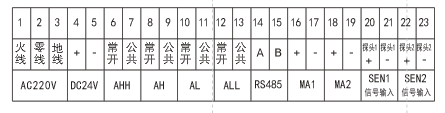 1 2 3 4 5 6 7 8 9 10 11 12 13 14 15 16 17 18 19 20 21 22 23
火线 零线 地线 + - 常开 公共 常开 公共 常开 公共 常开 公共 A B + - + - 探头1 + 探头1 - 探头2 + 探头2 -
AC220V DC24V AHH AH AL ALL RS485 MA1 MA2 SEN1 信号输入 SEN2 信号输入